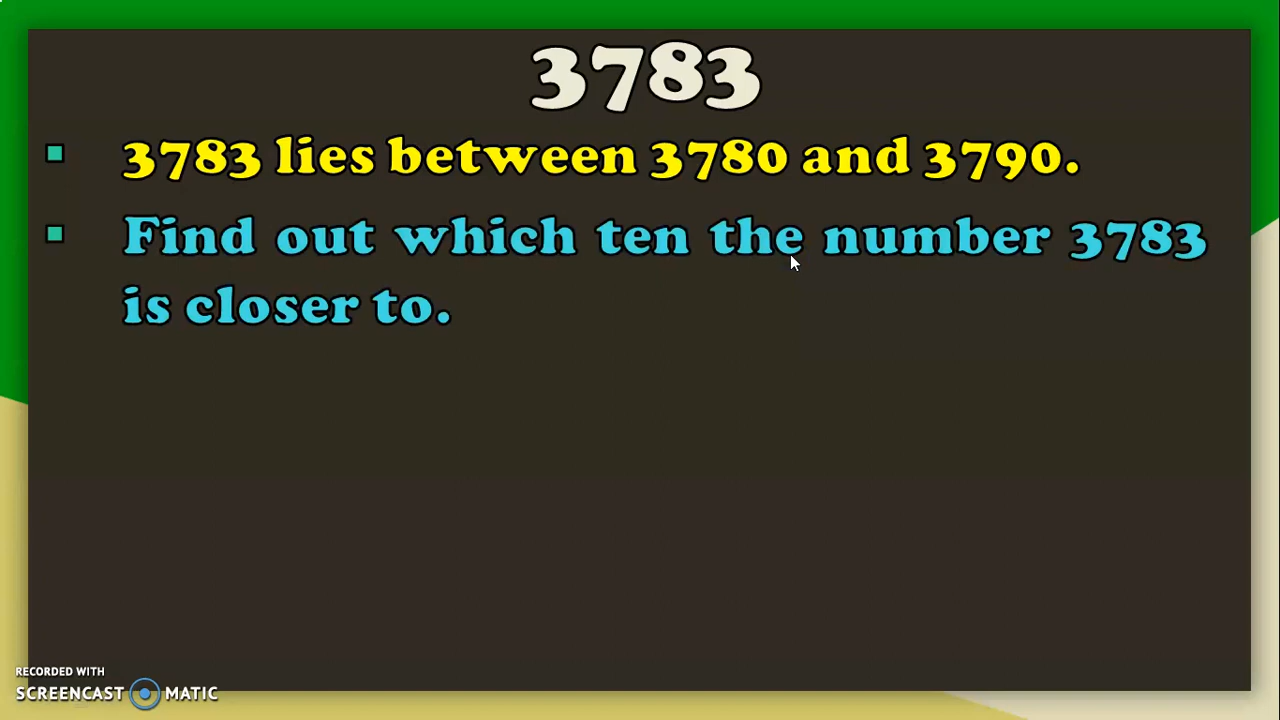 3783
3783 lies between 3780 and 3790.
Find out which ten the number 3783
is closer to.
RECORDED WITH
SCREENCAST MATIC